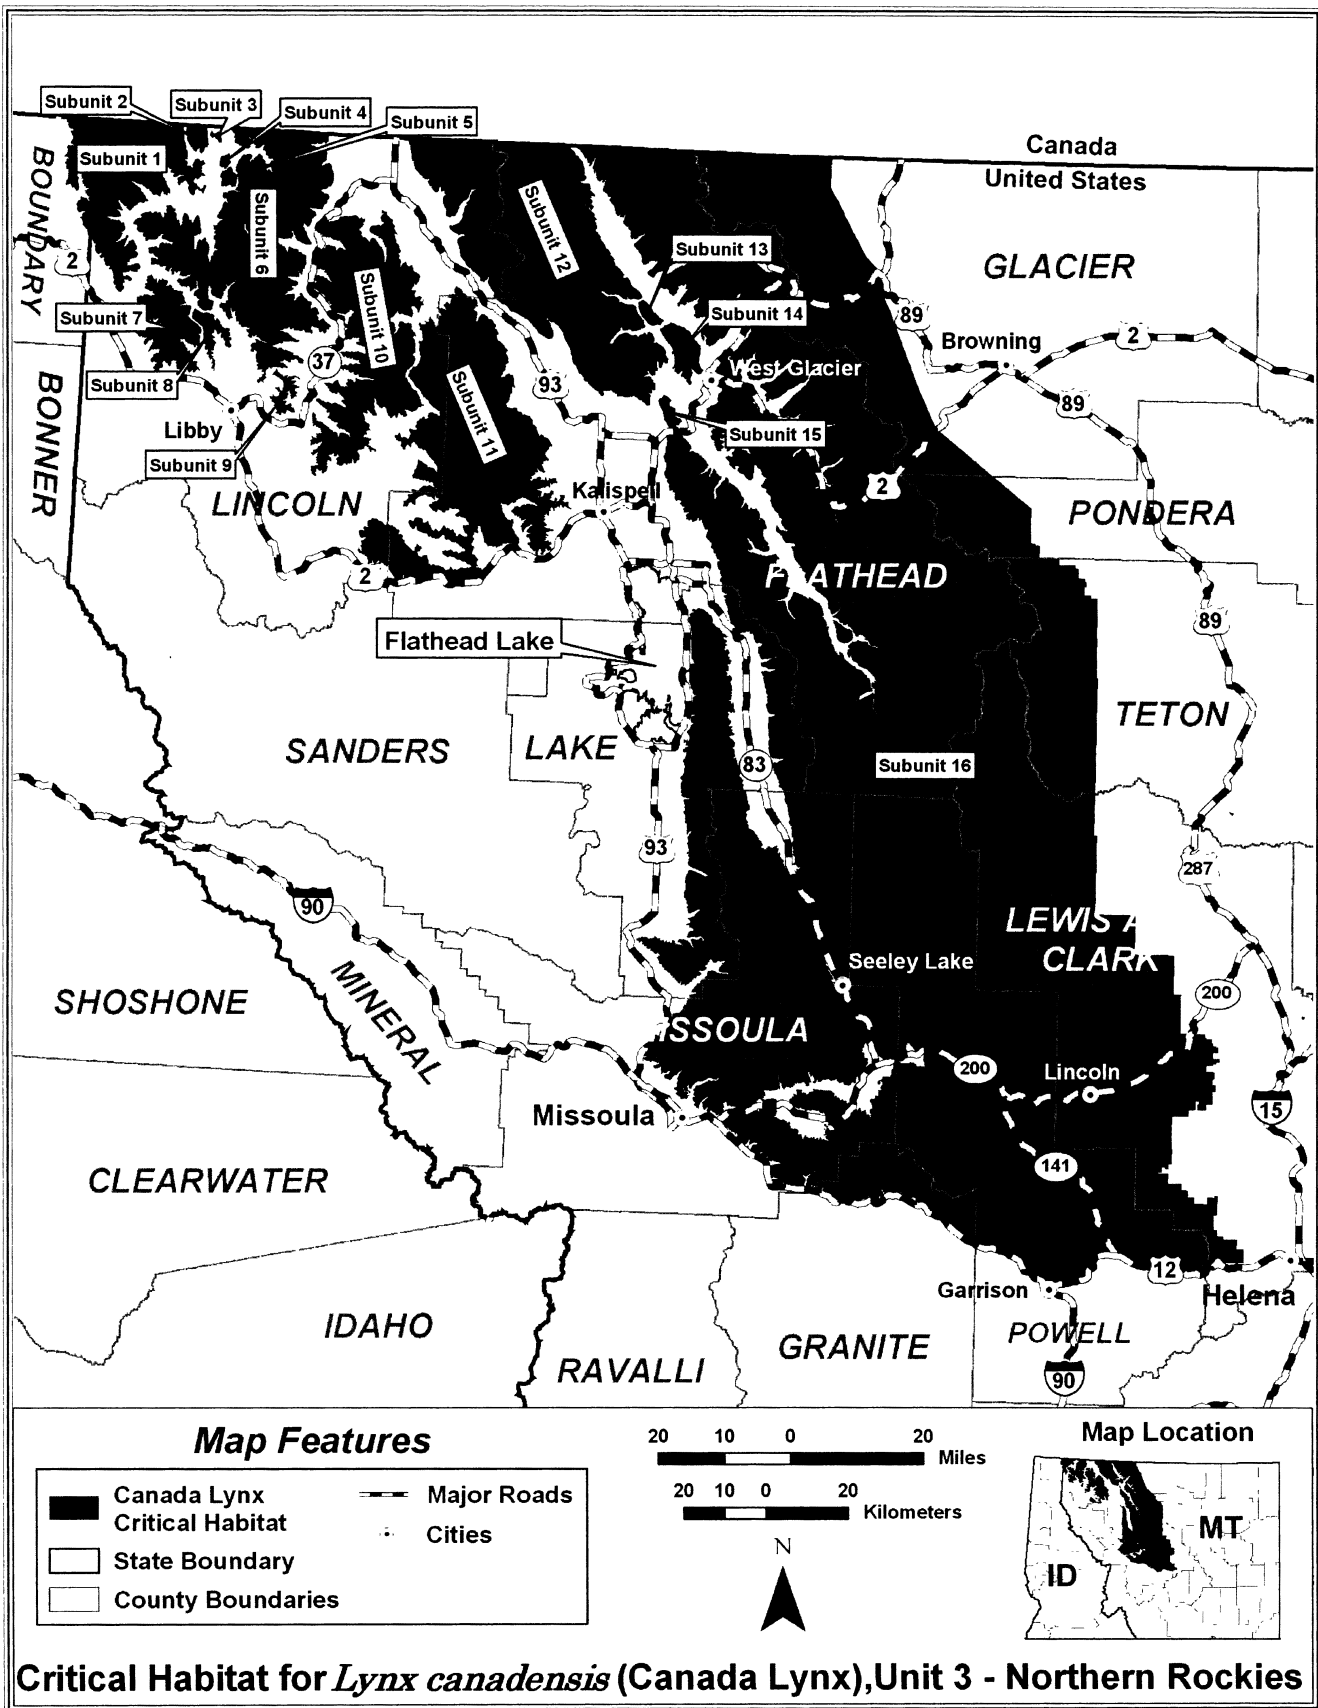 Subunit 2
Subunit 3
Subunit 4
Subunit 5
Canada
United States
Subunit 1
BOUNDARY
Subunit 6
Subunit 12
Subunit 13
GLACIER
2
Subunit 7
Subunit 10
Subunit 14
89
Browning
2
37
93
West Glacier
Subunit 8
BONNER
Subunit 11
89
Libby
Subunit 15
Subunit 9
LINCOLN
Kalispell
2
PONDERA
2
FLATHEAD
89
Flathead Lake
TETON
SANDERS
LAKE
83
Subunit 16
93
287
90
LEWIS A
CLARK
Seeley Lake
SHOSHONE
MINERAL
200
ISSOULA
200
Lincoln
Missoula
15
141
CLEARWATER
12
Garrison
Helena
IDAHO
GRANITE
POWELL
RAVALLI
90
Map Features
Canada Lynx
Critical Habitat
State Boundary
County Boundaries
Major Roads
Cities
20 10 0 20
Miles
20 10 0 20
Kilometers
N
Map Location
MT
ID
Critical Habitat for Lynx canadensis (Canada Lynx),Unit 3 - Northern Rockies